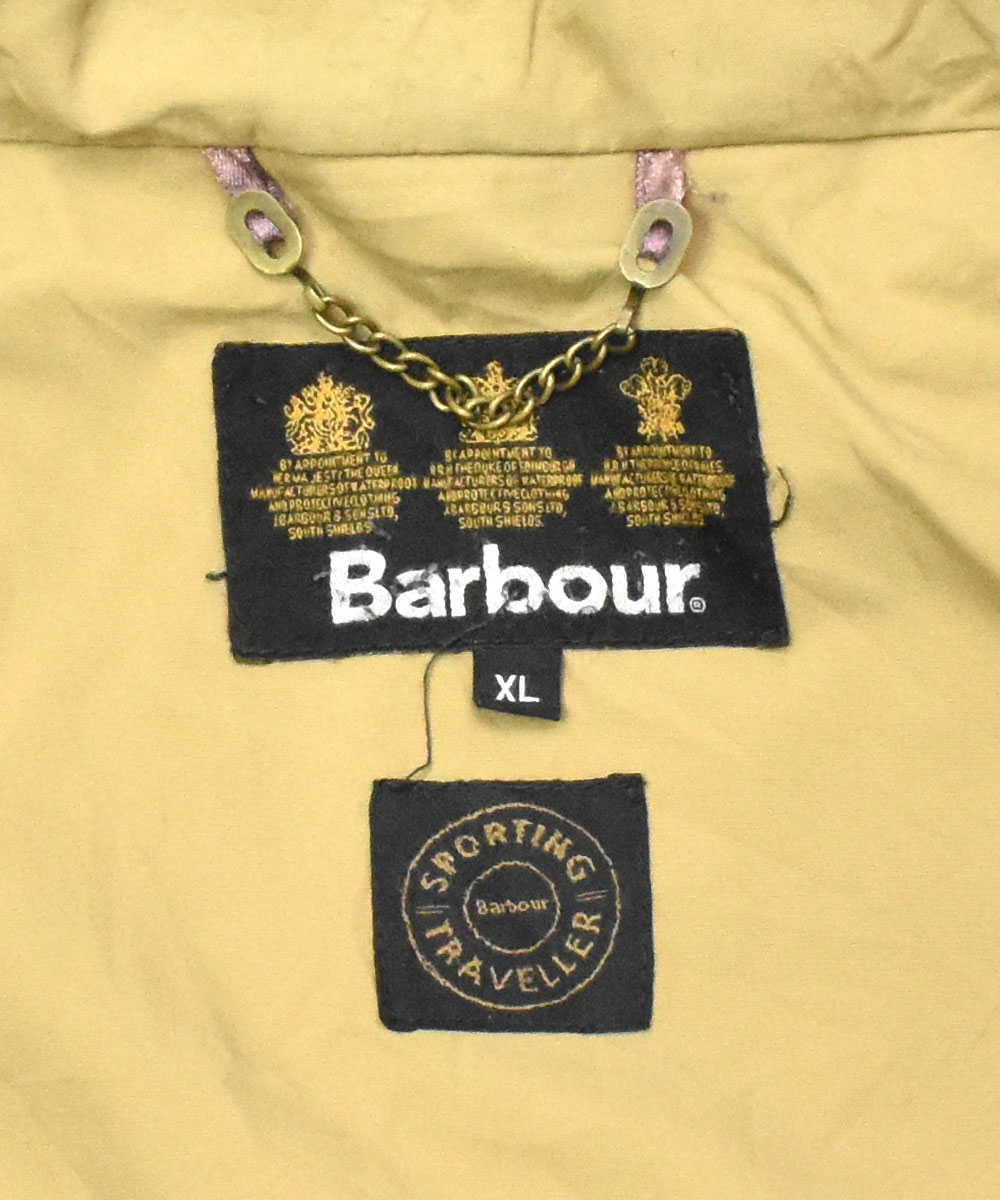 BY APPOINTMENT TO
HER MAJESTY THE QUEEN
MANUFACTURERS OF WATERPROOF
AND PROTECTIVE CLOTHING
J.BARBOUR & SONS LTD,
SOUTH SHIELDS.
BY APPOINTMENT TO
H.R.H. THE DUKE OF EDINBURGH
MANUFACTURERS OF WATERPROOF
AND PROTECTIVE CLOTHING
J.BARBOUR & SONS LTD,
SOUTH SHIELDS.
BY APPOINTMENT TO
OF WALES
MANUFACTURERS OF WATERPROOF
AND PROTECTIVE CLOTHING
J.BARBOUR & SONS LTD,
SOUTH SHIELDS.
Barbour®
XL
SPORTING
Barbour
TRAVELLER